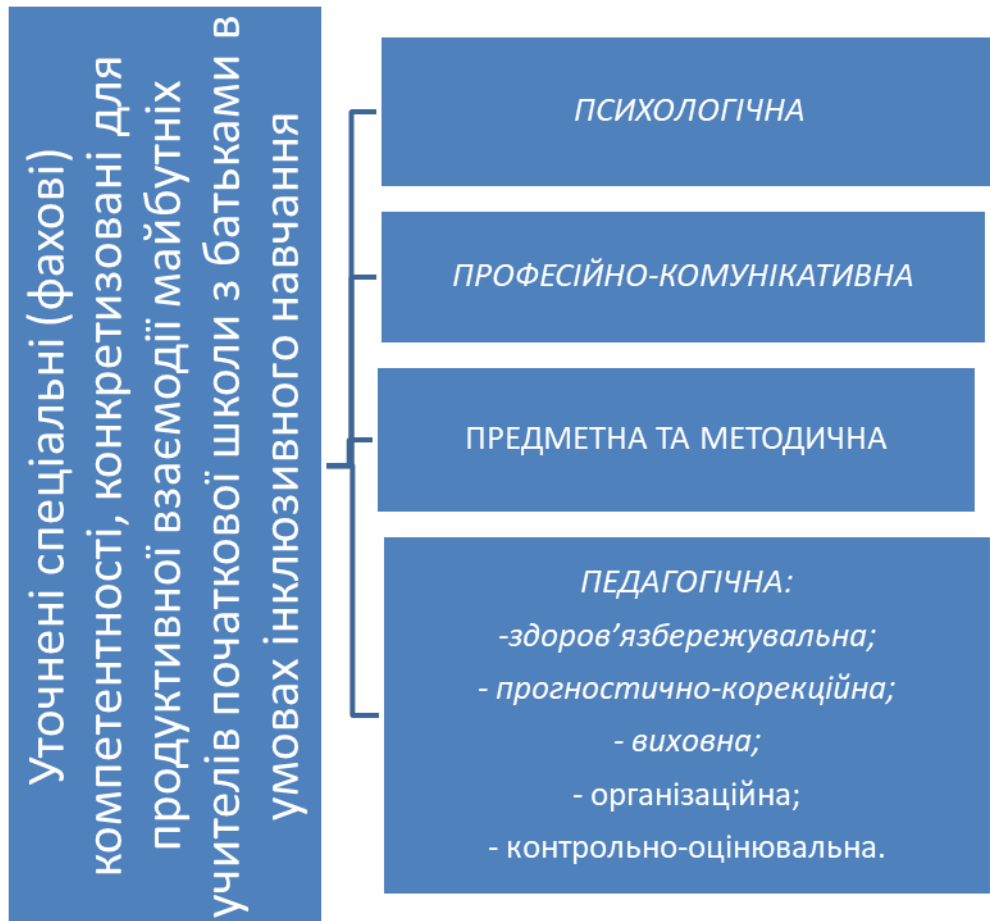 Уточнені спеціальні (фахові)
компетентності, конкретизовані для
продуктивної взаємодії майбутніх
учителів початкової школи з батьками в
умовах інклюзивного навчання
ПСИХОЛОГІЧНА
ПРОФЕСІЙНО-КОМУНІКАТИВНА
ПРЕДМЕТНА ТА МЕТОДИЧНА
ПЕДАГОГІЧНА:
-здоров’язбережувальна;
- прогностично-корекційна;
- виховна;
- організаційна;
- контрольно-оцінювальна.